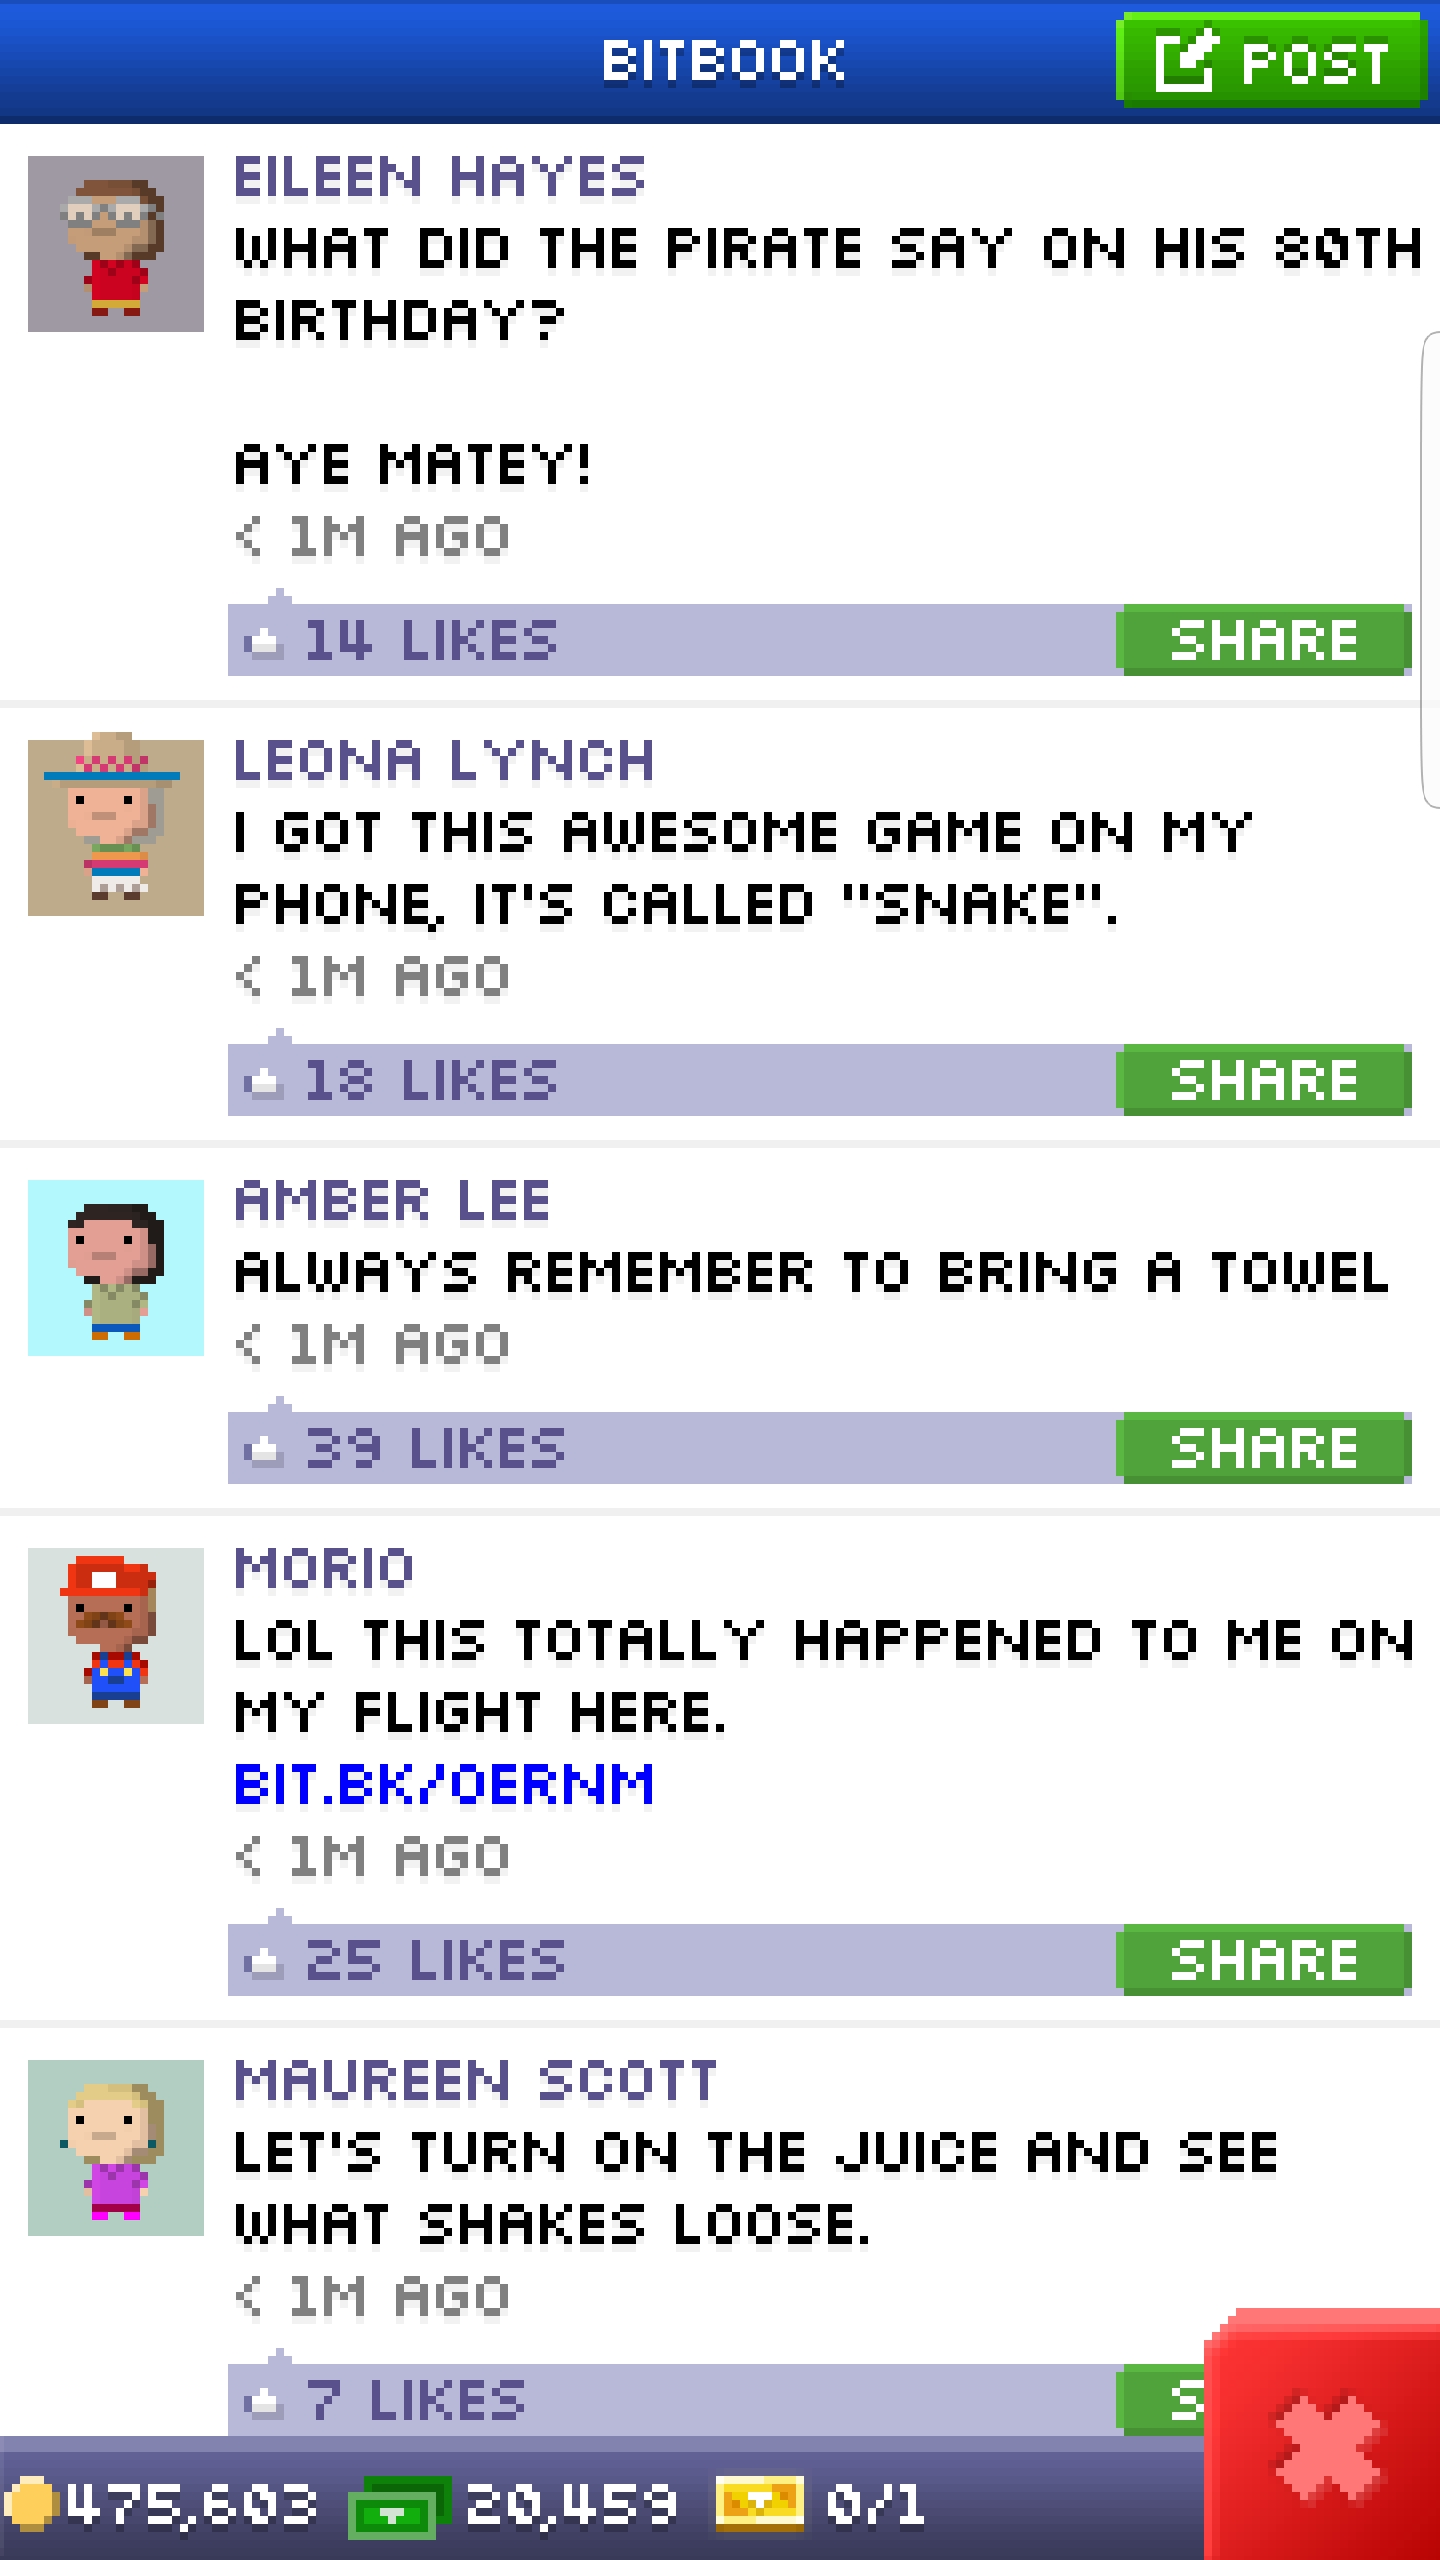 BITBOOK
POST
EILEEN HAYES
WHAT DID THE PIRATE SAY ON HIS 80TH
BIRTHDAY?
AYE MATEY!
< 1M AGO
14 LIKES
SHARE
LEONA LYNCH
I GOT THIS AWESOME GAME ON MY
PHONE, IT'S CALLED "SNAKE".
< 1M AGO
18 LIKES
SHARE
AMBER LEE
ALWAYS REMEMBER TO BRING A TOWEL
< 1M AGO
39 LIKES
SHARE
MORIO
LOL THIS TOTALLY HAPPENED TO ME ON
MY FLIGHT HERE.
BIT.BK/OERNM
< 1M AGO
25 LIKES
SHARE
MAUREEN SCOTT
LET'S TURN ON THE JUICE AND SEE
WHAT SHAKES LOOSE.
< 1M AGO
7 LIKES
S
475,603
20,459
0/1